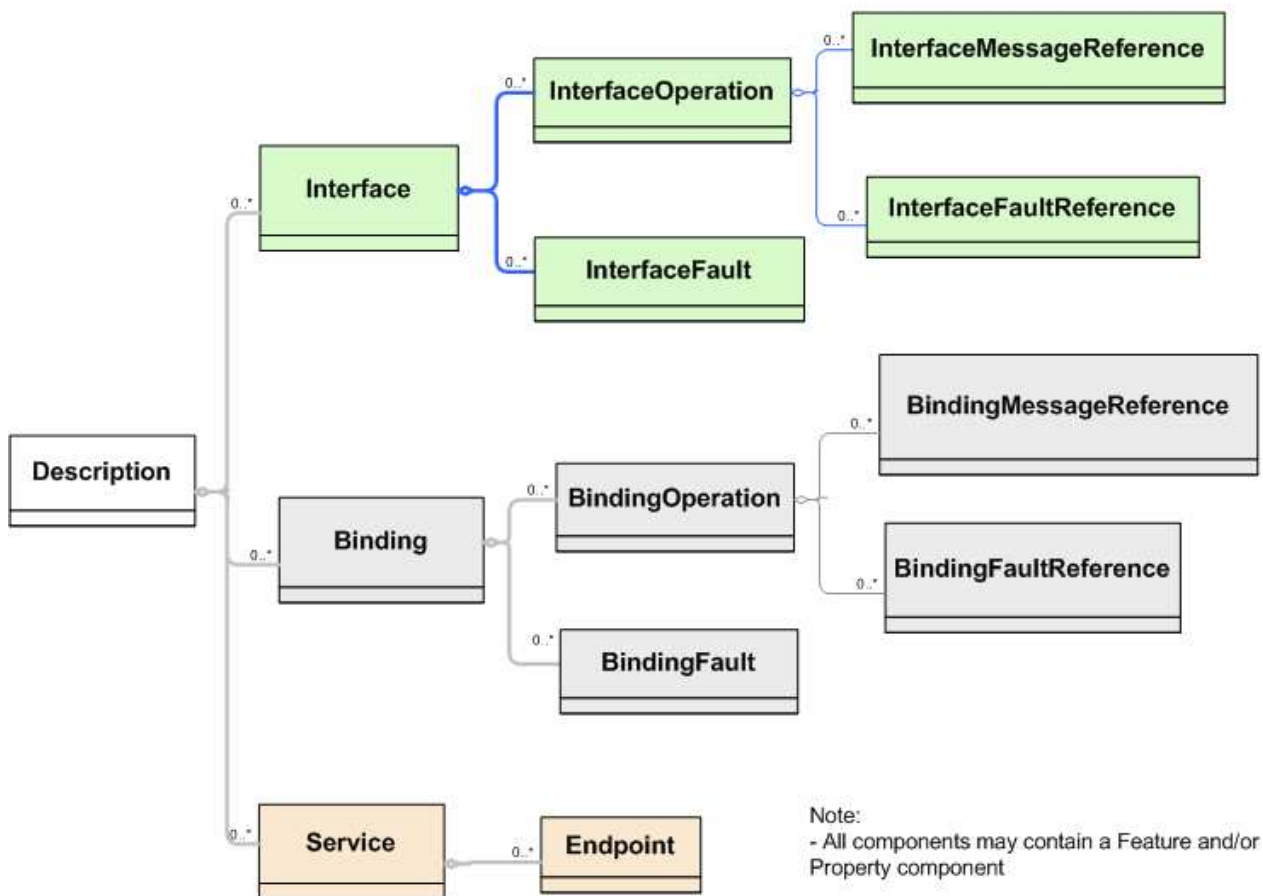 0..*
InterfaceMessageReference
0..*
InterfaceOperation
Interface
0..*
0..*
InterfaceFaultReference
0..*
InterfaceFault
0..*
BindingMessageReference
0..*
Description
0..*
BindingOperation
Binding
0..*
0..*
BindingFaultReference
0..*
BindingFault
Note:
- All components may contain a Feature and/or
Property component
0..*
Service
0..*
Endpoint